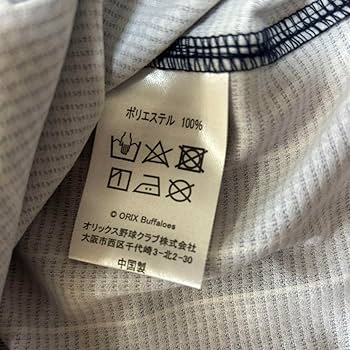 ポリエステル 100%
© ORIX Buffaloes
オリックス野球クラブ株式会社
大阪市西区千代崎3-北2-30
中国製